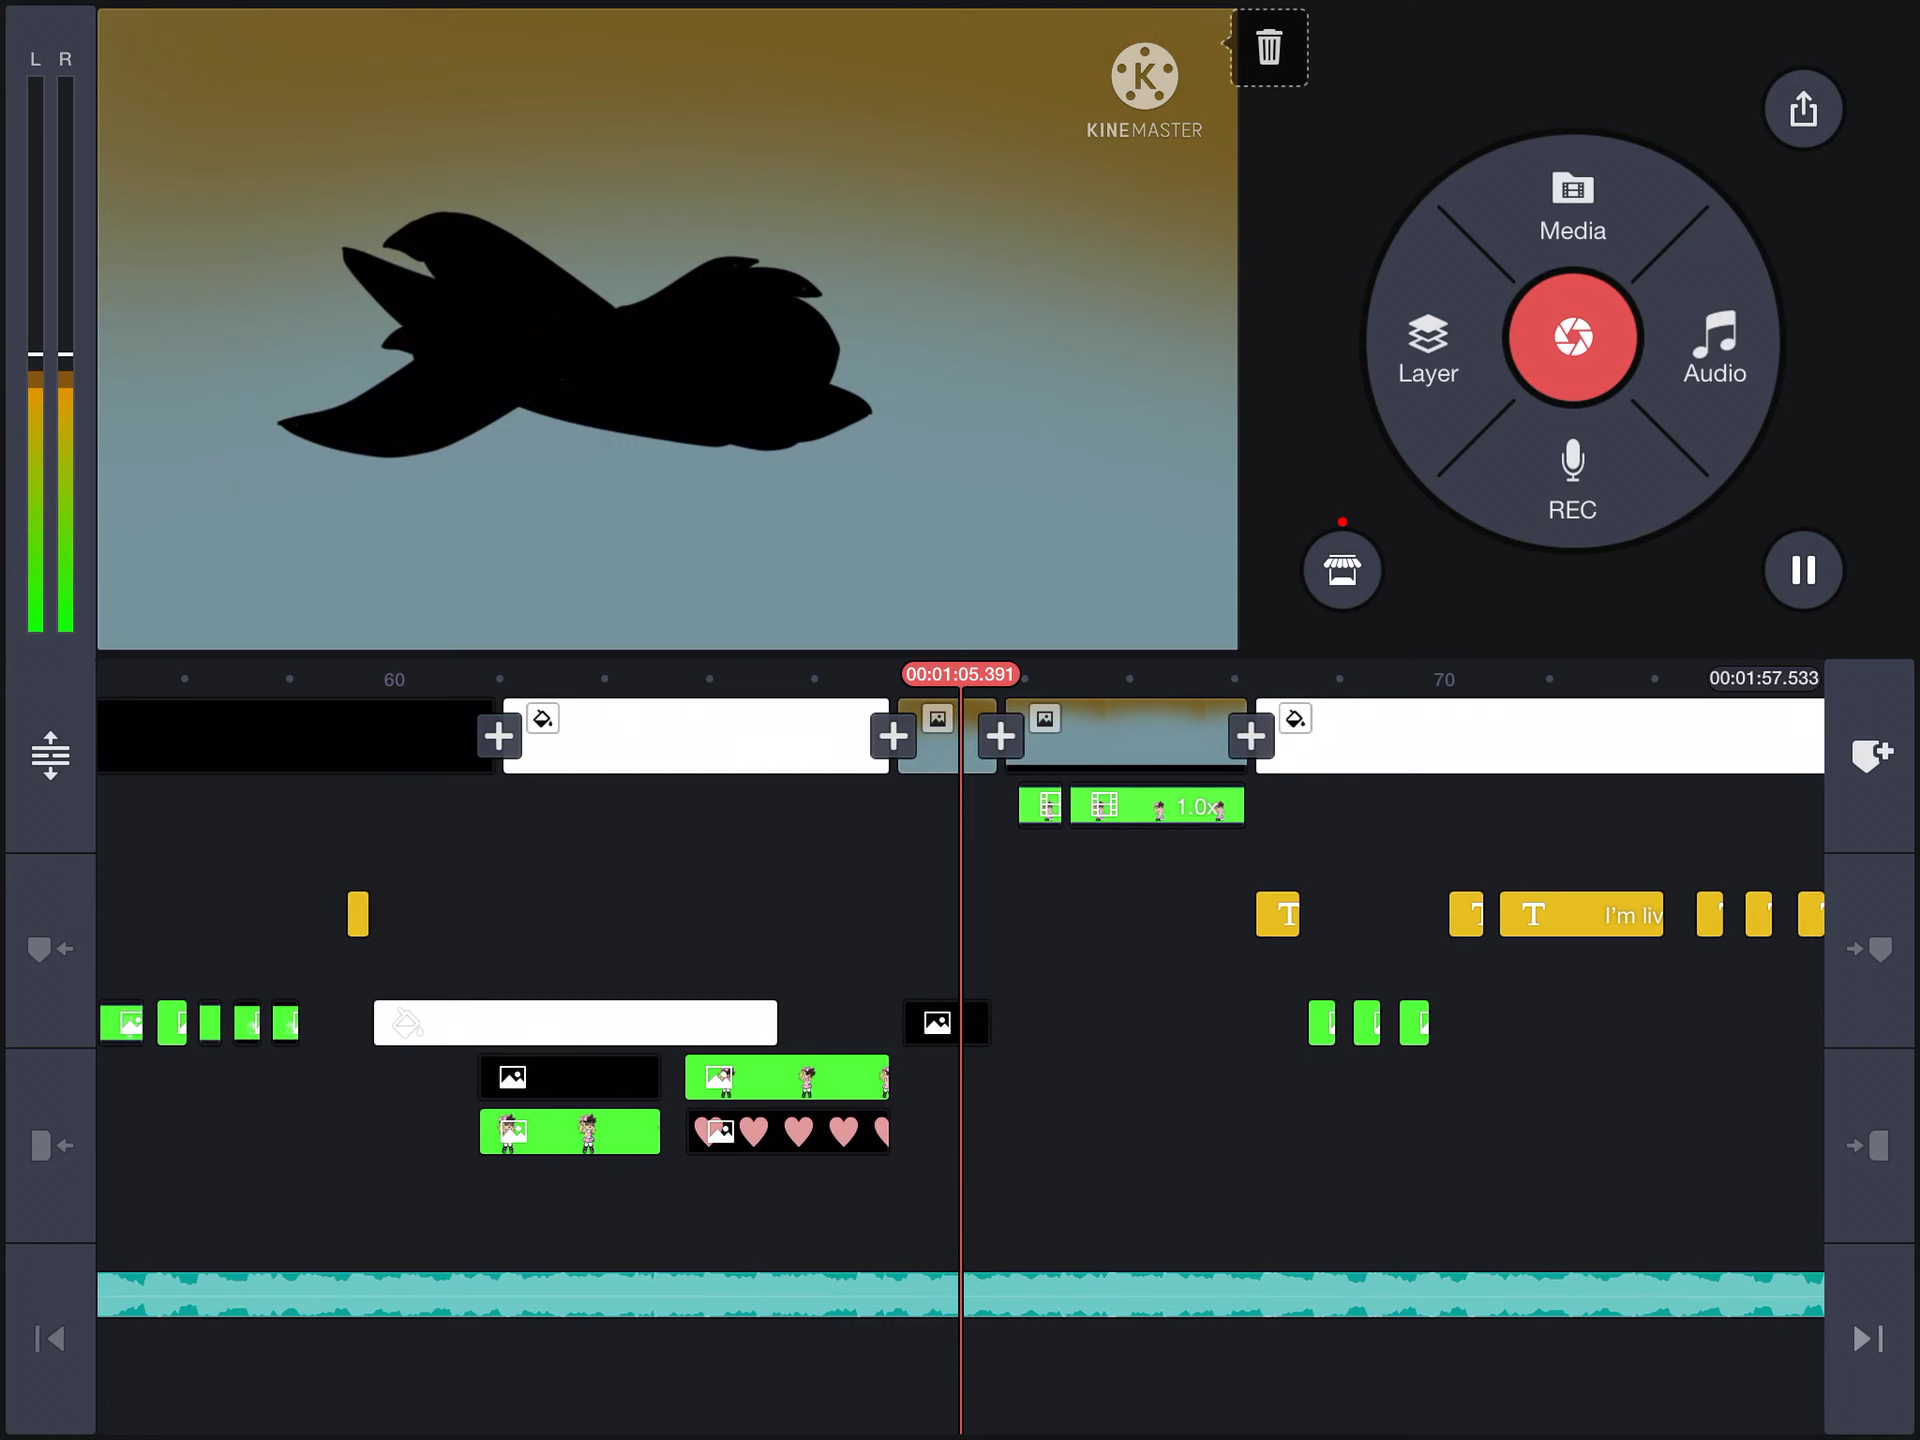 L R
K
KINEMASTER
Media
Layer
Audio
REC
60
00:01:05.391
70
00:01:57.533
1.0x
T
T
T I'm liv